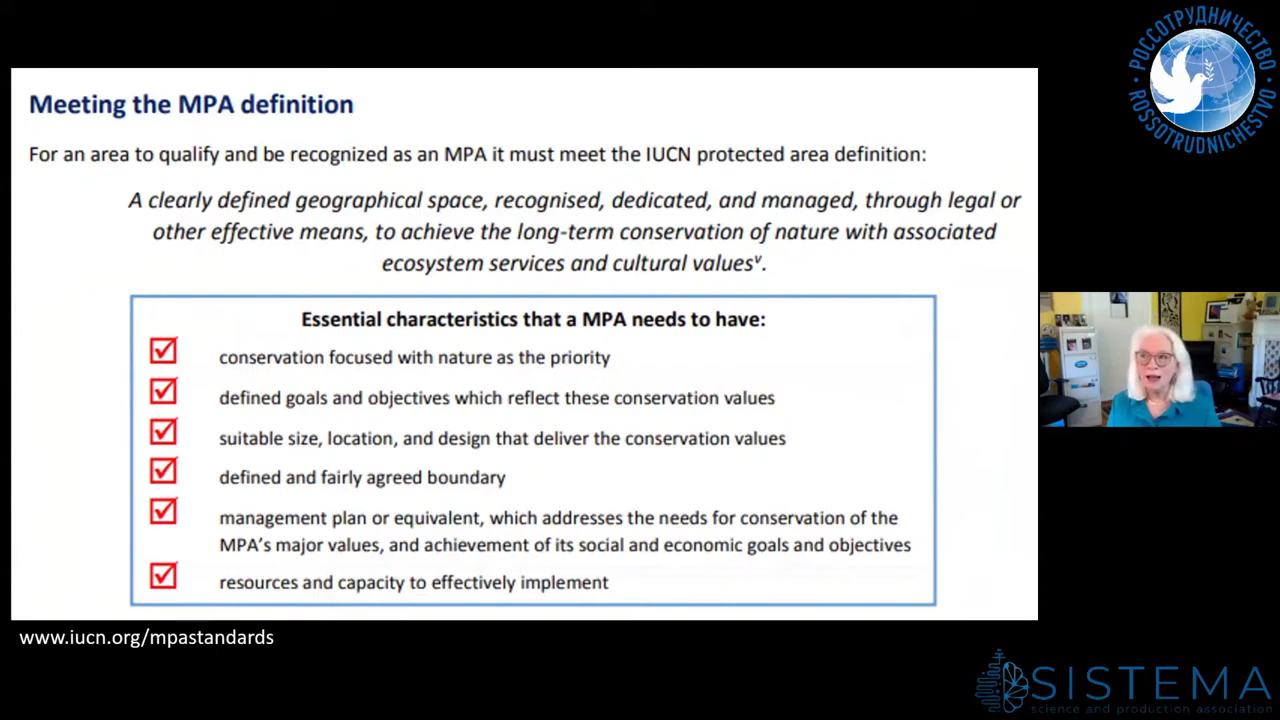 РОССОТРУДНИЧЕСТВО
ROSSOTRUDNICHESTVO
Meeting the MPA definition
For an area to qualify and be recognized as an MPA it must meet the IUCN protected area definition:
A clearly defined geographical space, recognised, dedicated, and managed, through legal or
other effective means, to achieve the long-term conservation of nature with associated
ecosystem services and cultural valuesᵛ.
Essential characteristics that a MPA needs to have:
conservation focused with nature as the priority
defined goals and objectives which reflect these conservation values
suitable size, location, and design that deliver the conservation values
defined and fairly agreed boundary
management plan or equivalent, which addresses the needs for conservation of the
MPA's major values, and achievement of its social and economic goals and objectives
resources and capacity to effectively implement
www.iucn.org/mpastandards
SISTEMA
science and production association